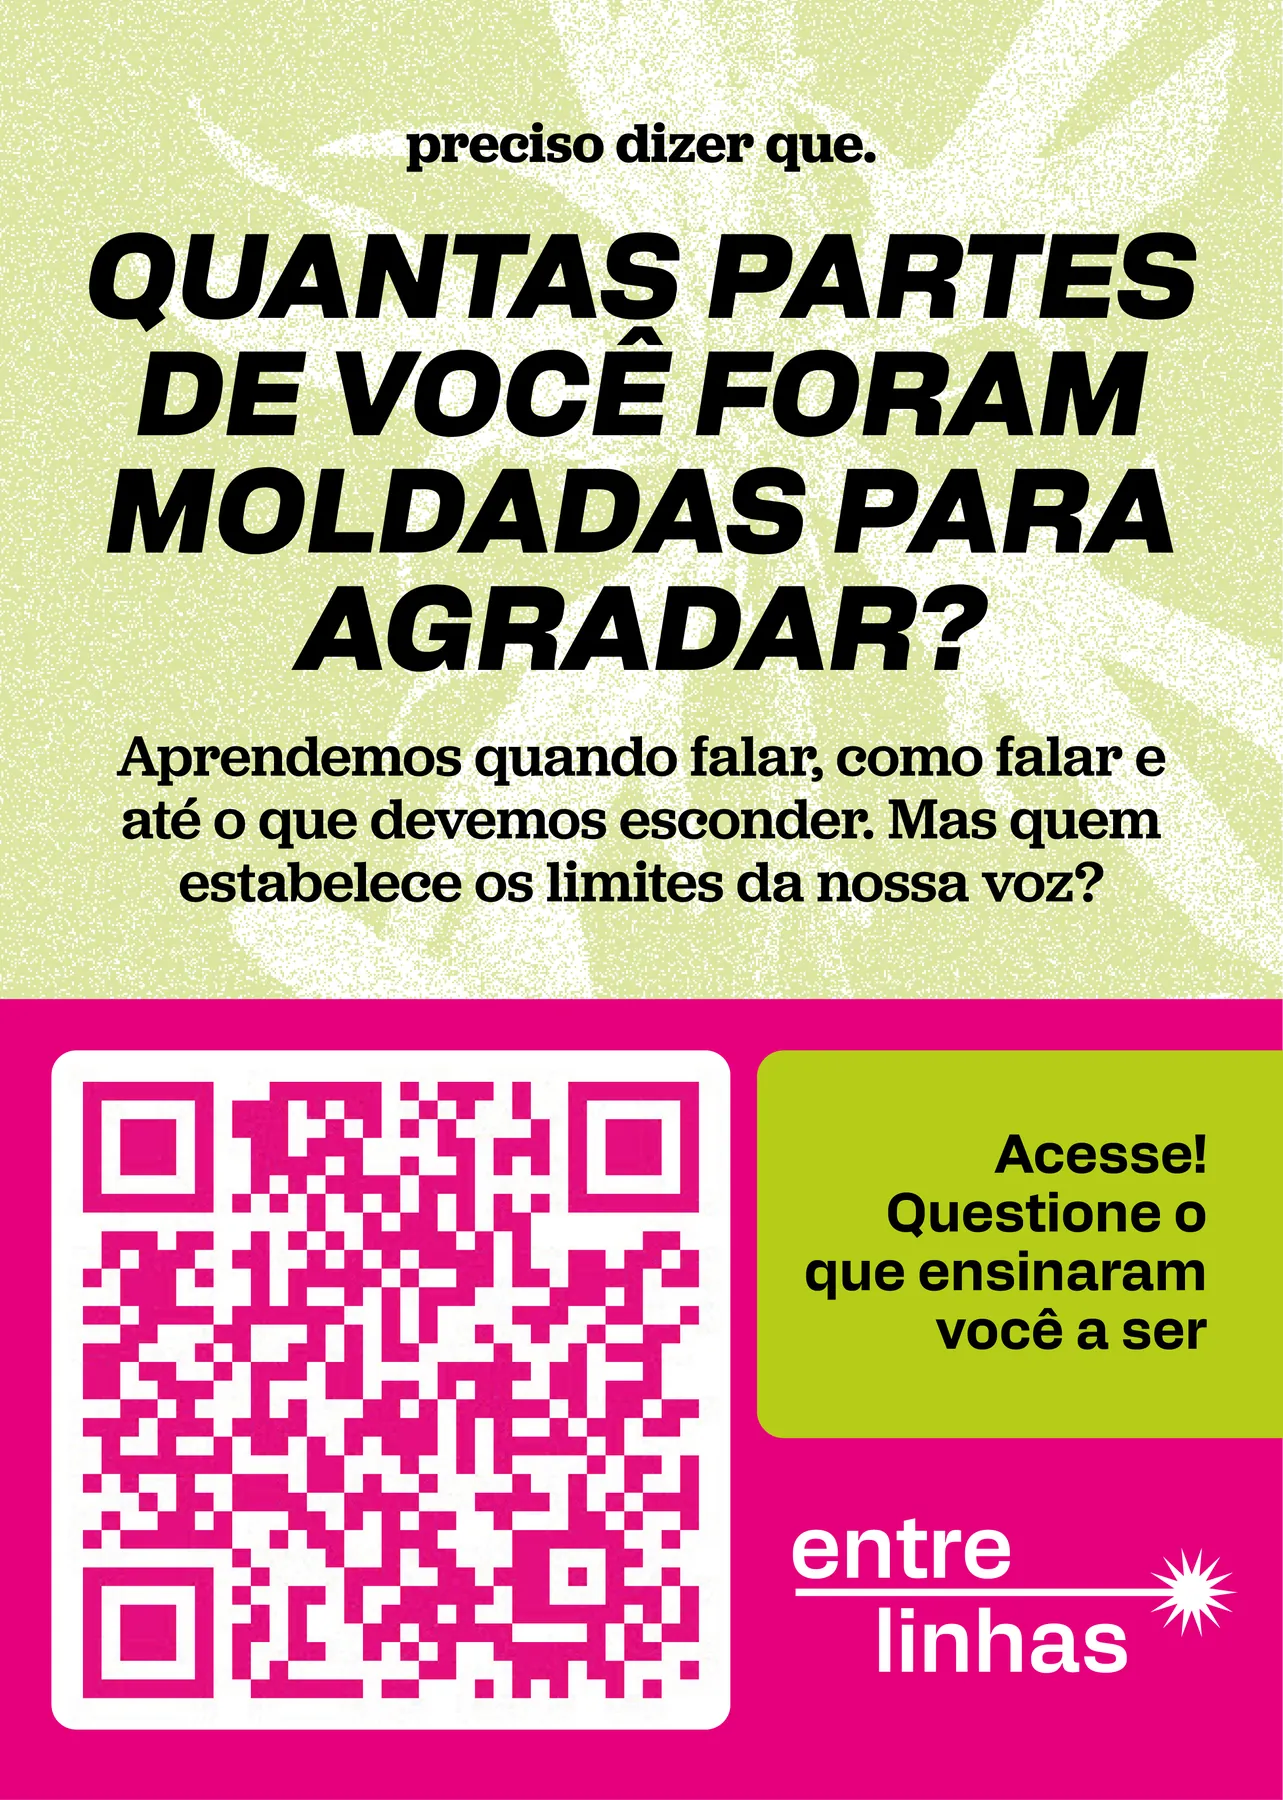 preciso dizer que.
QUANTAS PARTES
DE VOCÊ FORAM
MOLDADAS PARA
AGRADAR?
Aprendemos quando falar, como falar e
até o que devemos esconder. Mas quem
estabelece os limites da nossa voz?
Acesse!
Questione o
que ensinaram
você a ser
entre
linhas